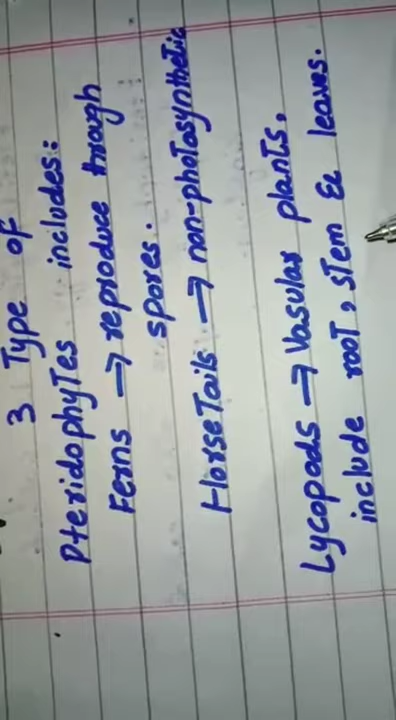 3 Type of
Pteridophytes includes:
Ferns → reproduce through
spores.
HorseTails → non-photosynthetic
Lycopods → Vasular plants,
include root, stem & leaves.